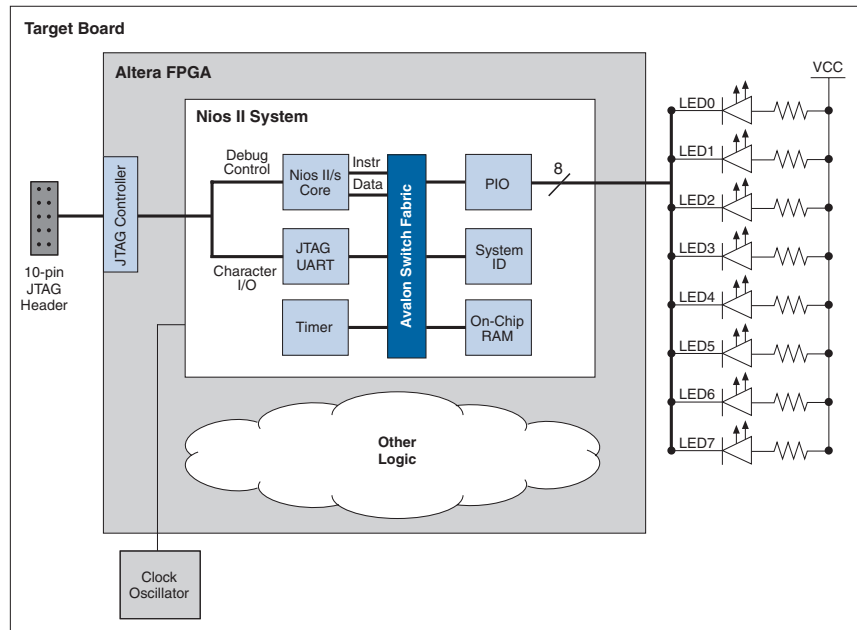 Target Board
Altera FPGA
VCC
Nios II System
LED0
Debug
Control
Instr
Data
Nios II/s
Core
PIO
8
LED1
LED2
JTAG Controller
Avalon Switch Fabric
10-pin
JTAG
Header
Character
I/O
JTAG
UART
System
ID
LED3
Timer
On-Chip
RAM
LED4
LED5
LED6
LED7
Other
Logic
Clock
Oscillator